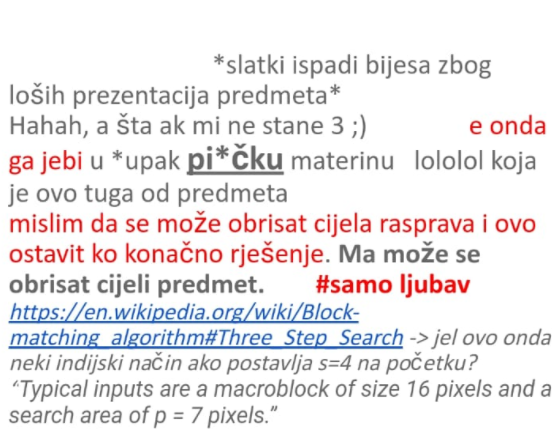 *slatki ispadi bijesa zbog
loših prezentacija predmeta*
Hahah, a šta ak mi ne stane 3 ;) e onda
ga jebi u *upak pi*čku materinu lololol koja
je ovo tuga od predmeta
mislim da se može obrisat cijela rasprava i ovo
ostavit ko konačno rješenje. Ma može se
obrisat cijeli predmet. #samo ljubav
https://en.wikipedia.org/wiki/Block-
matching_algorithm#Three_Step_Search -> jel ovo onda
neki indijski način ako postavlja s=4 na početku?
“Typical inputs are a macroblock of size 16 pixels and a
search area of p = 7 pixels.”